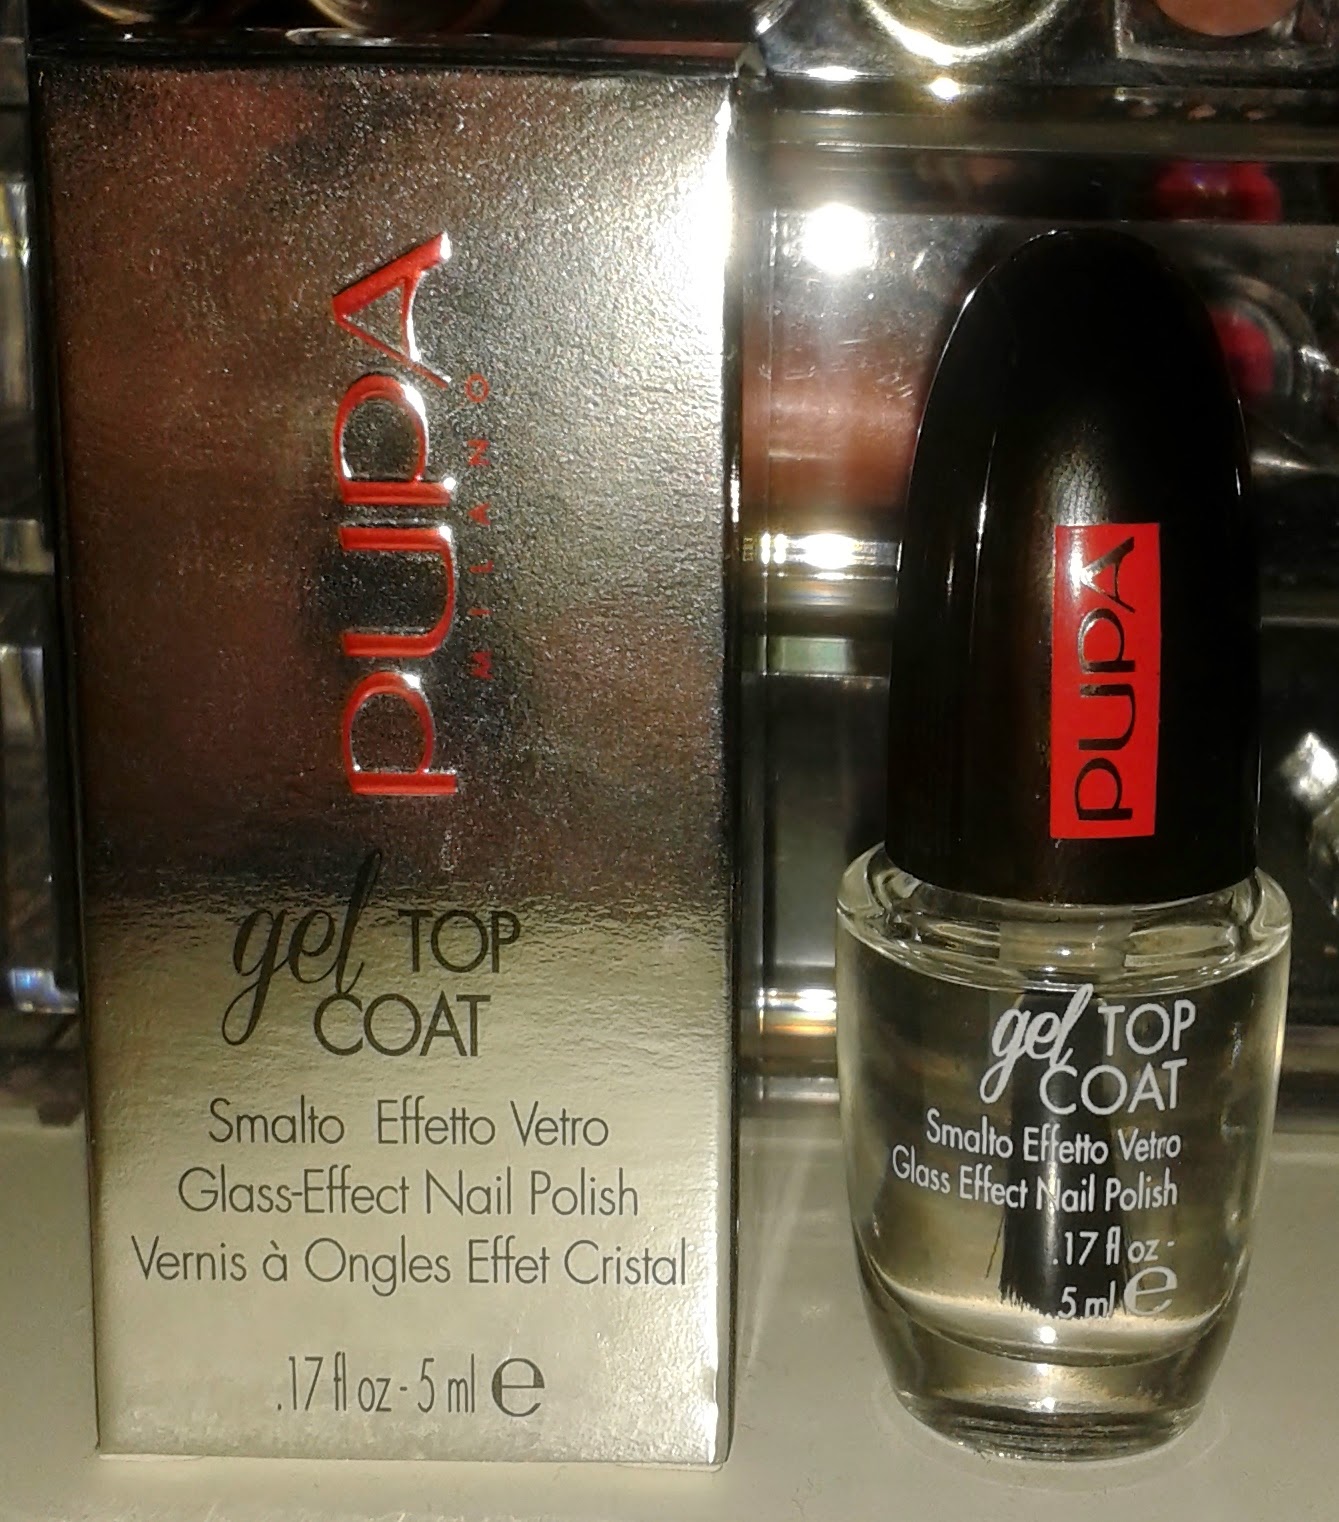 PUPA
MILANO
gel TOP
COAT
Smalto Effetto Vetro
Glass-Effect Nail Polish
Vernis à Ongles Effet Cristal
.17 fl oz - 5 ml e
PUPA
gel TOP
COAT
Smalto Effetto Vetro
Glass Effect Nail Polish
.17 fl oz -
5 ml e